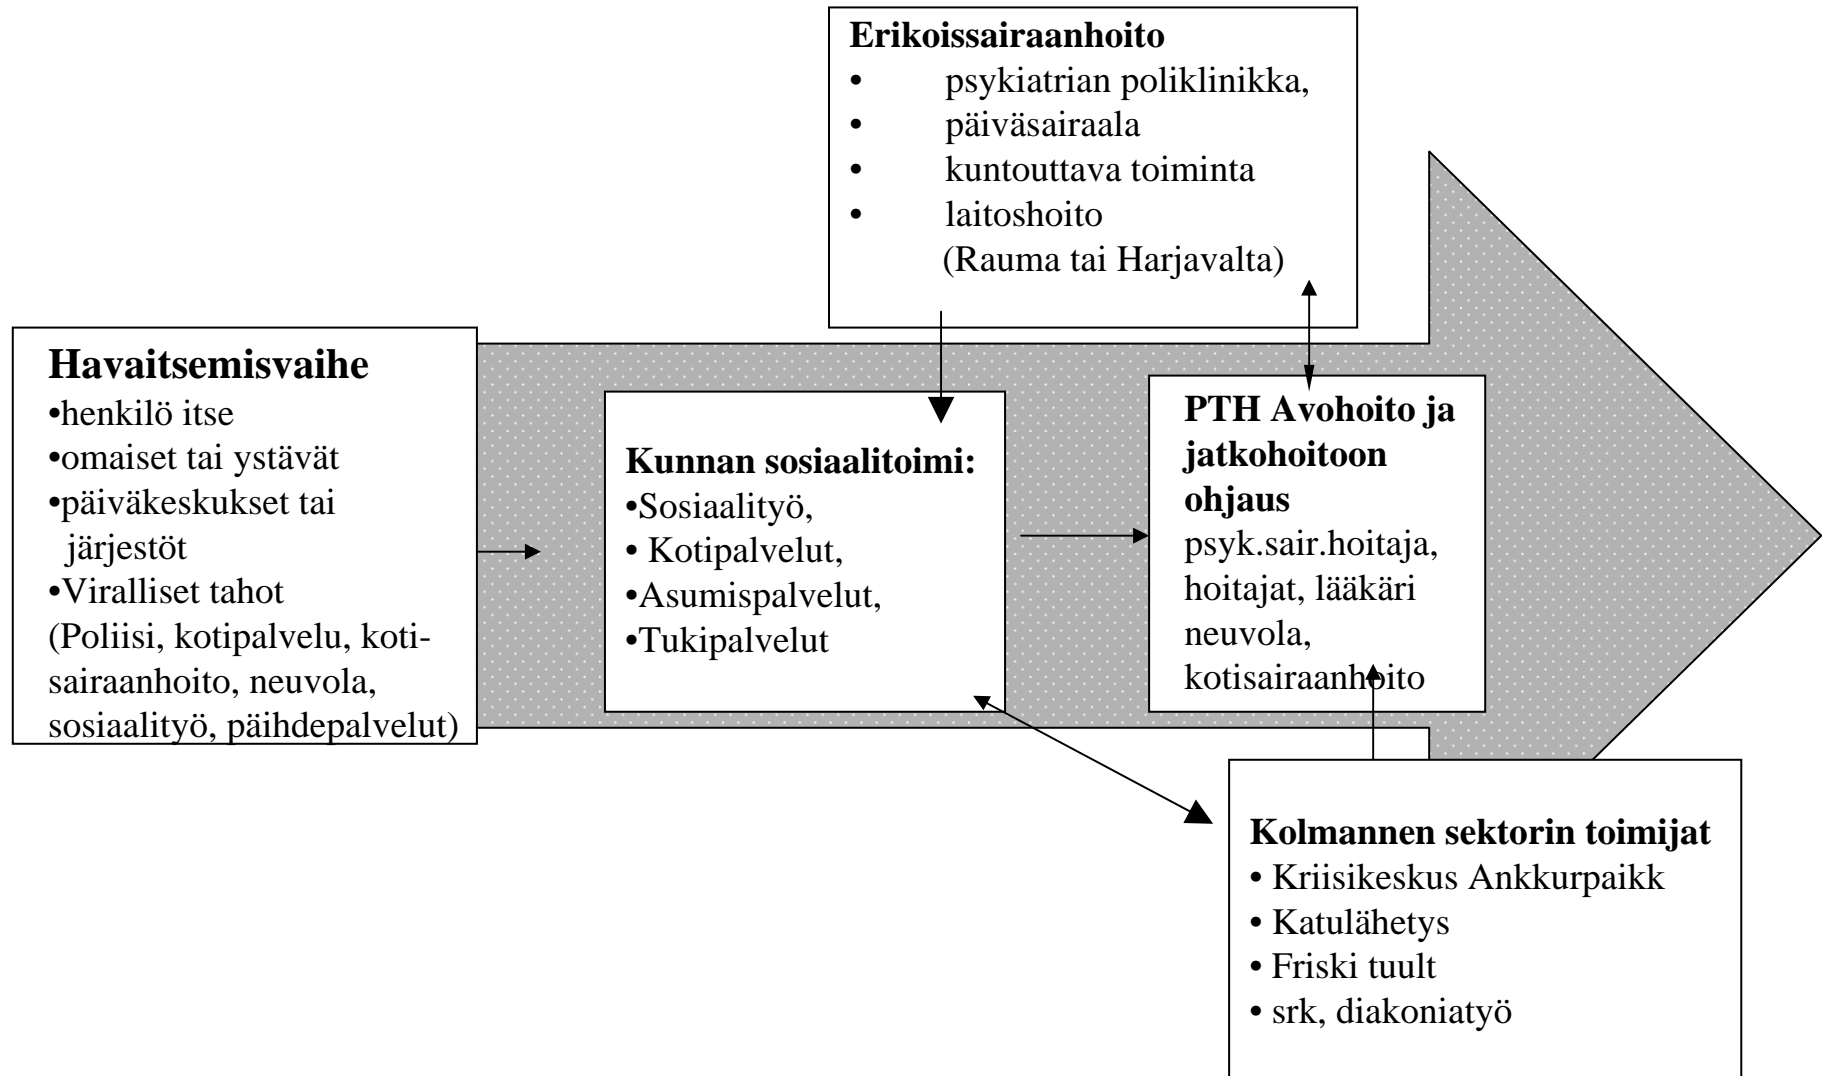 Erikoissairaanhoito
• psykiatrian poliklinikka,
• päiväsairaala
• kuntouttava toiminta
• laitoshoito
(Rauma tai Harjavalta)
Havaitsemisvaihe
•henkilö itse
•omaiset tai ystävät
•päiväkeskukset tai
järjestöt
•Viralliset tahot
(Poliisi, kotipalvelu, koti-
sairaanhoito, neuvola,
sosiaalityö, päihdepalvelut)
Kunnan sosiaalitoimi:
•Sosiaalityö,
• Kotipalvelut,
•Asumispalvelut,
•Tukipalvelut
PTH Avohoito ja
jatkohoitoon
ohjaus
psyk.sair.hoitaja,
hoitajat, lääkäri
neuvola,
kotisairaanhoito
Kolmannen sektorin toimijat
• Kriisikeskus Ankkurpaikk
• Katulähetys
• Friski tuult
• srk, diakoniatyö